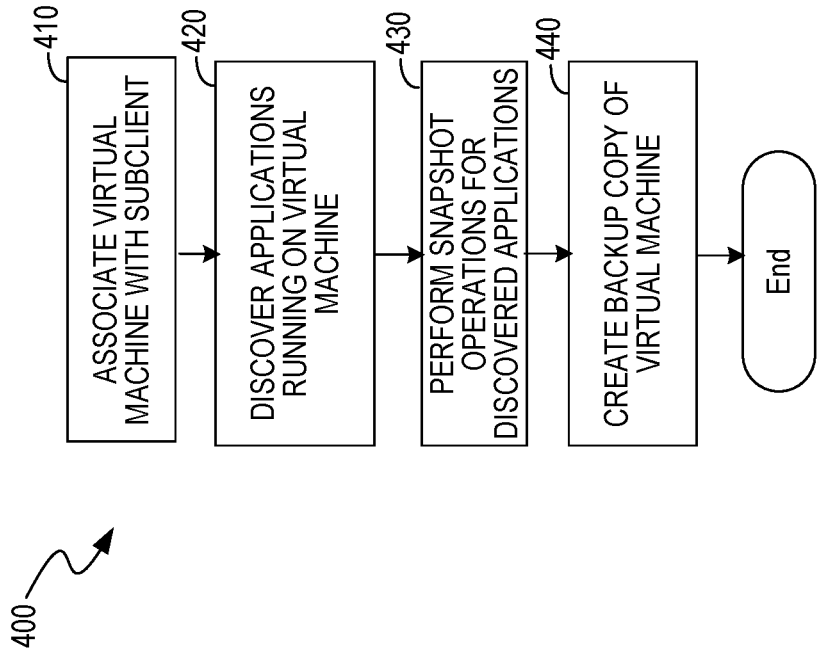 400
410
ASSOCIATE VIRTUAL
MACHINE WITH SUBCLIENT
420
DISCOVER APPLICATIONS
RUNNING ON VIRTUAL
MACHINE
430
PERFORM SNAPSHOT
OPERATIONS FOR
DISCOVERED APPLICATIONS
440
CREATE BACKUP COPY OF
VIRTUAL MACHINE
End